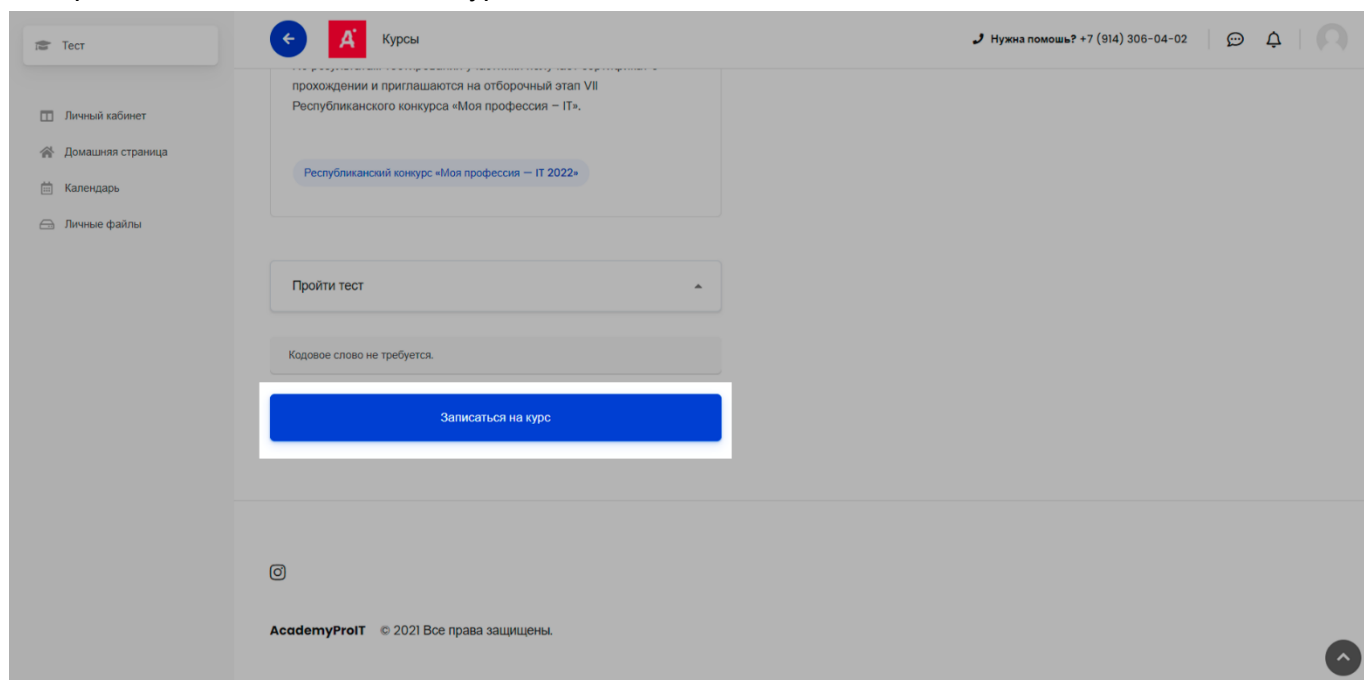 Тест
Курсы
Нужна помошь? +7 (914) 306-04-02
Личный кабинет
Домашняя страница
Календарь
Личные файлы
прохождении и приглашаются на отборочный этап VII
Республиканского конкурса «Моя профессия – IT».
Республиканский конкурс «Моя профессия — IT 2022»
Пройти тест
Кодовое слово не требуется.
Записаться на курс
AcademyProIT © 2021 Все права защищены.